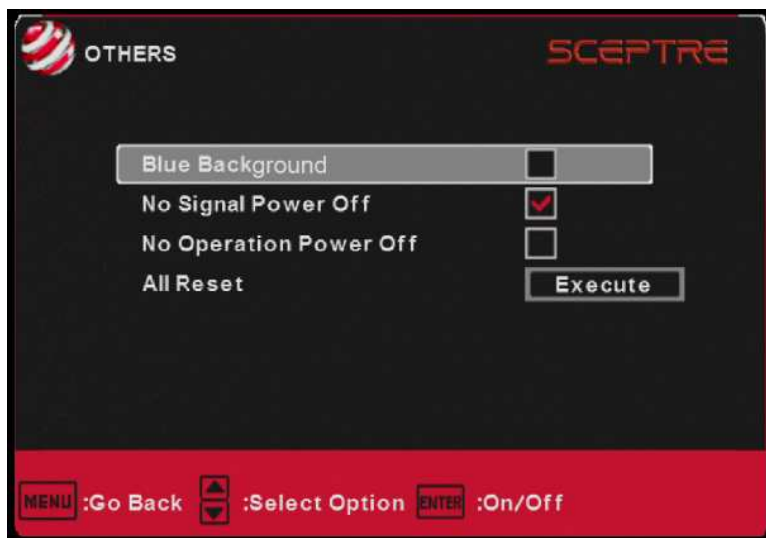 OTHERS SCEPTRE
Blue Background
No Signal Power Off
No Operation Power Off
All Reset Execute
MENU :Go Back :Select Option ENTER :On/Off